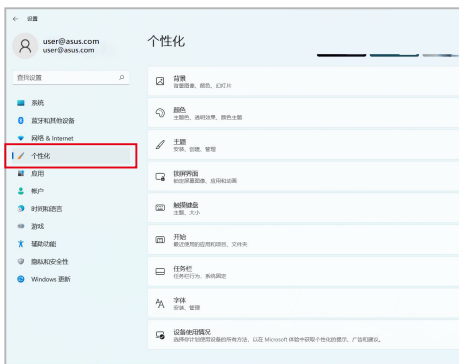 ← 设置
user@asus.com
user@asus.com
个性化
查找设置
系统
蓝牙和其他设备
网络 & Internet
个性化
应用
帐户
时间和语言
游戏
辅助功能
隐私和安全性
Windows 更新
背景
背景图像、颜色、幻灯片
颜色
主题色、透明效果、颜色主题
主题
安装、创建、管理
锁屏界面
锁定屏幕图像、应用和动画
触摸键盘
主题、大小
开始
最近使用的应用和项目、文件夹
任务栏
任务栏行为、系统固定
字体
安装、管理
设备使用情况
选择你计划使用设备的所有方法，以在 Microsoft 体验中获取个性化的提示、广告和建议。